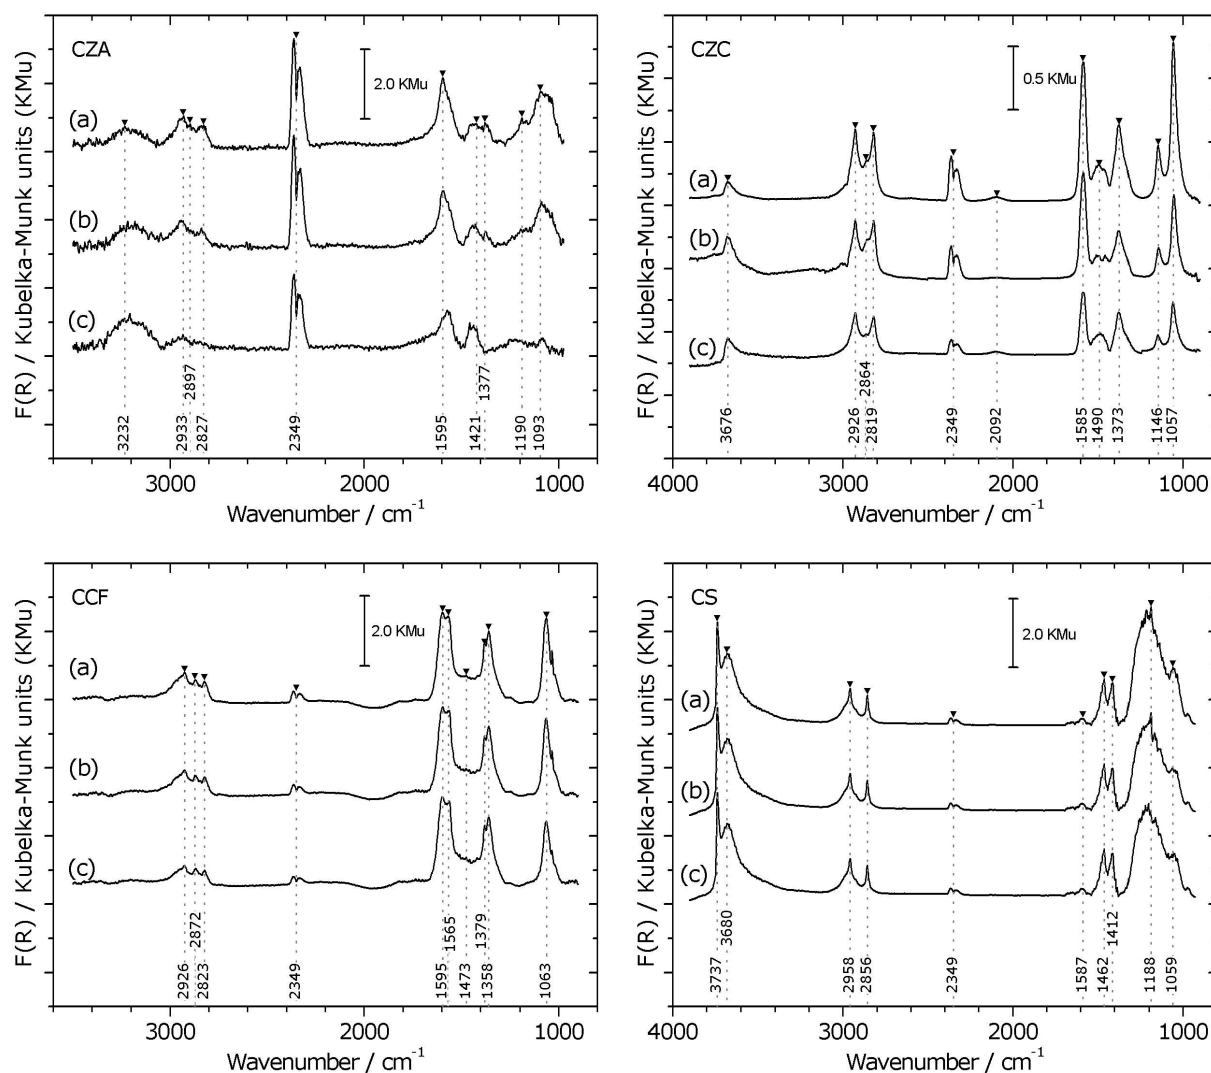 CZA
2.0 KMu
(a)
(b)
(c)
3232
2933
2897
2827
2349
1595
1421
1377
1190
1093
3000
2000
1000
Wavenumber / cm-1
F(R) / Kubelka-Munk units (KMu)
CZC
0.5 KMu
(a)
(b)
(c)
3676
2926
2864
2819
2349
2092
1585
1490
1373
1146
1057
4000
3000
2000
1000
Wavenumber / cm-1
F(R) / Kubelka-Munk units (KMu)
CCF
2.0 KMu
(a)
(b)
(c)
2926
2872
2823
2349
1595
1565
1473
1379
1358
1063
3000
2000
1000
Wavenumber / cm-1
F(R) / Kubelka-Munk units (KMu)
CS
2.0 KMu
(a)
(b)
(c)
3737
3680
2958
2856
2349
1587
1462
1412
1188
1059
4000
3000
2000
1000
Wavenumber / cm-1
F(R) / Kubelka-Munk units (KMu)